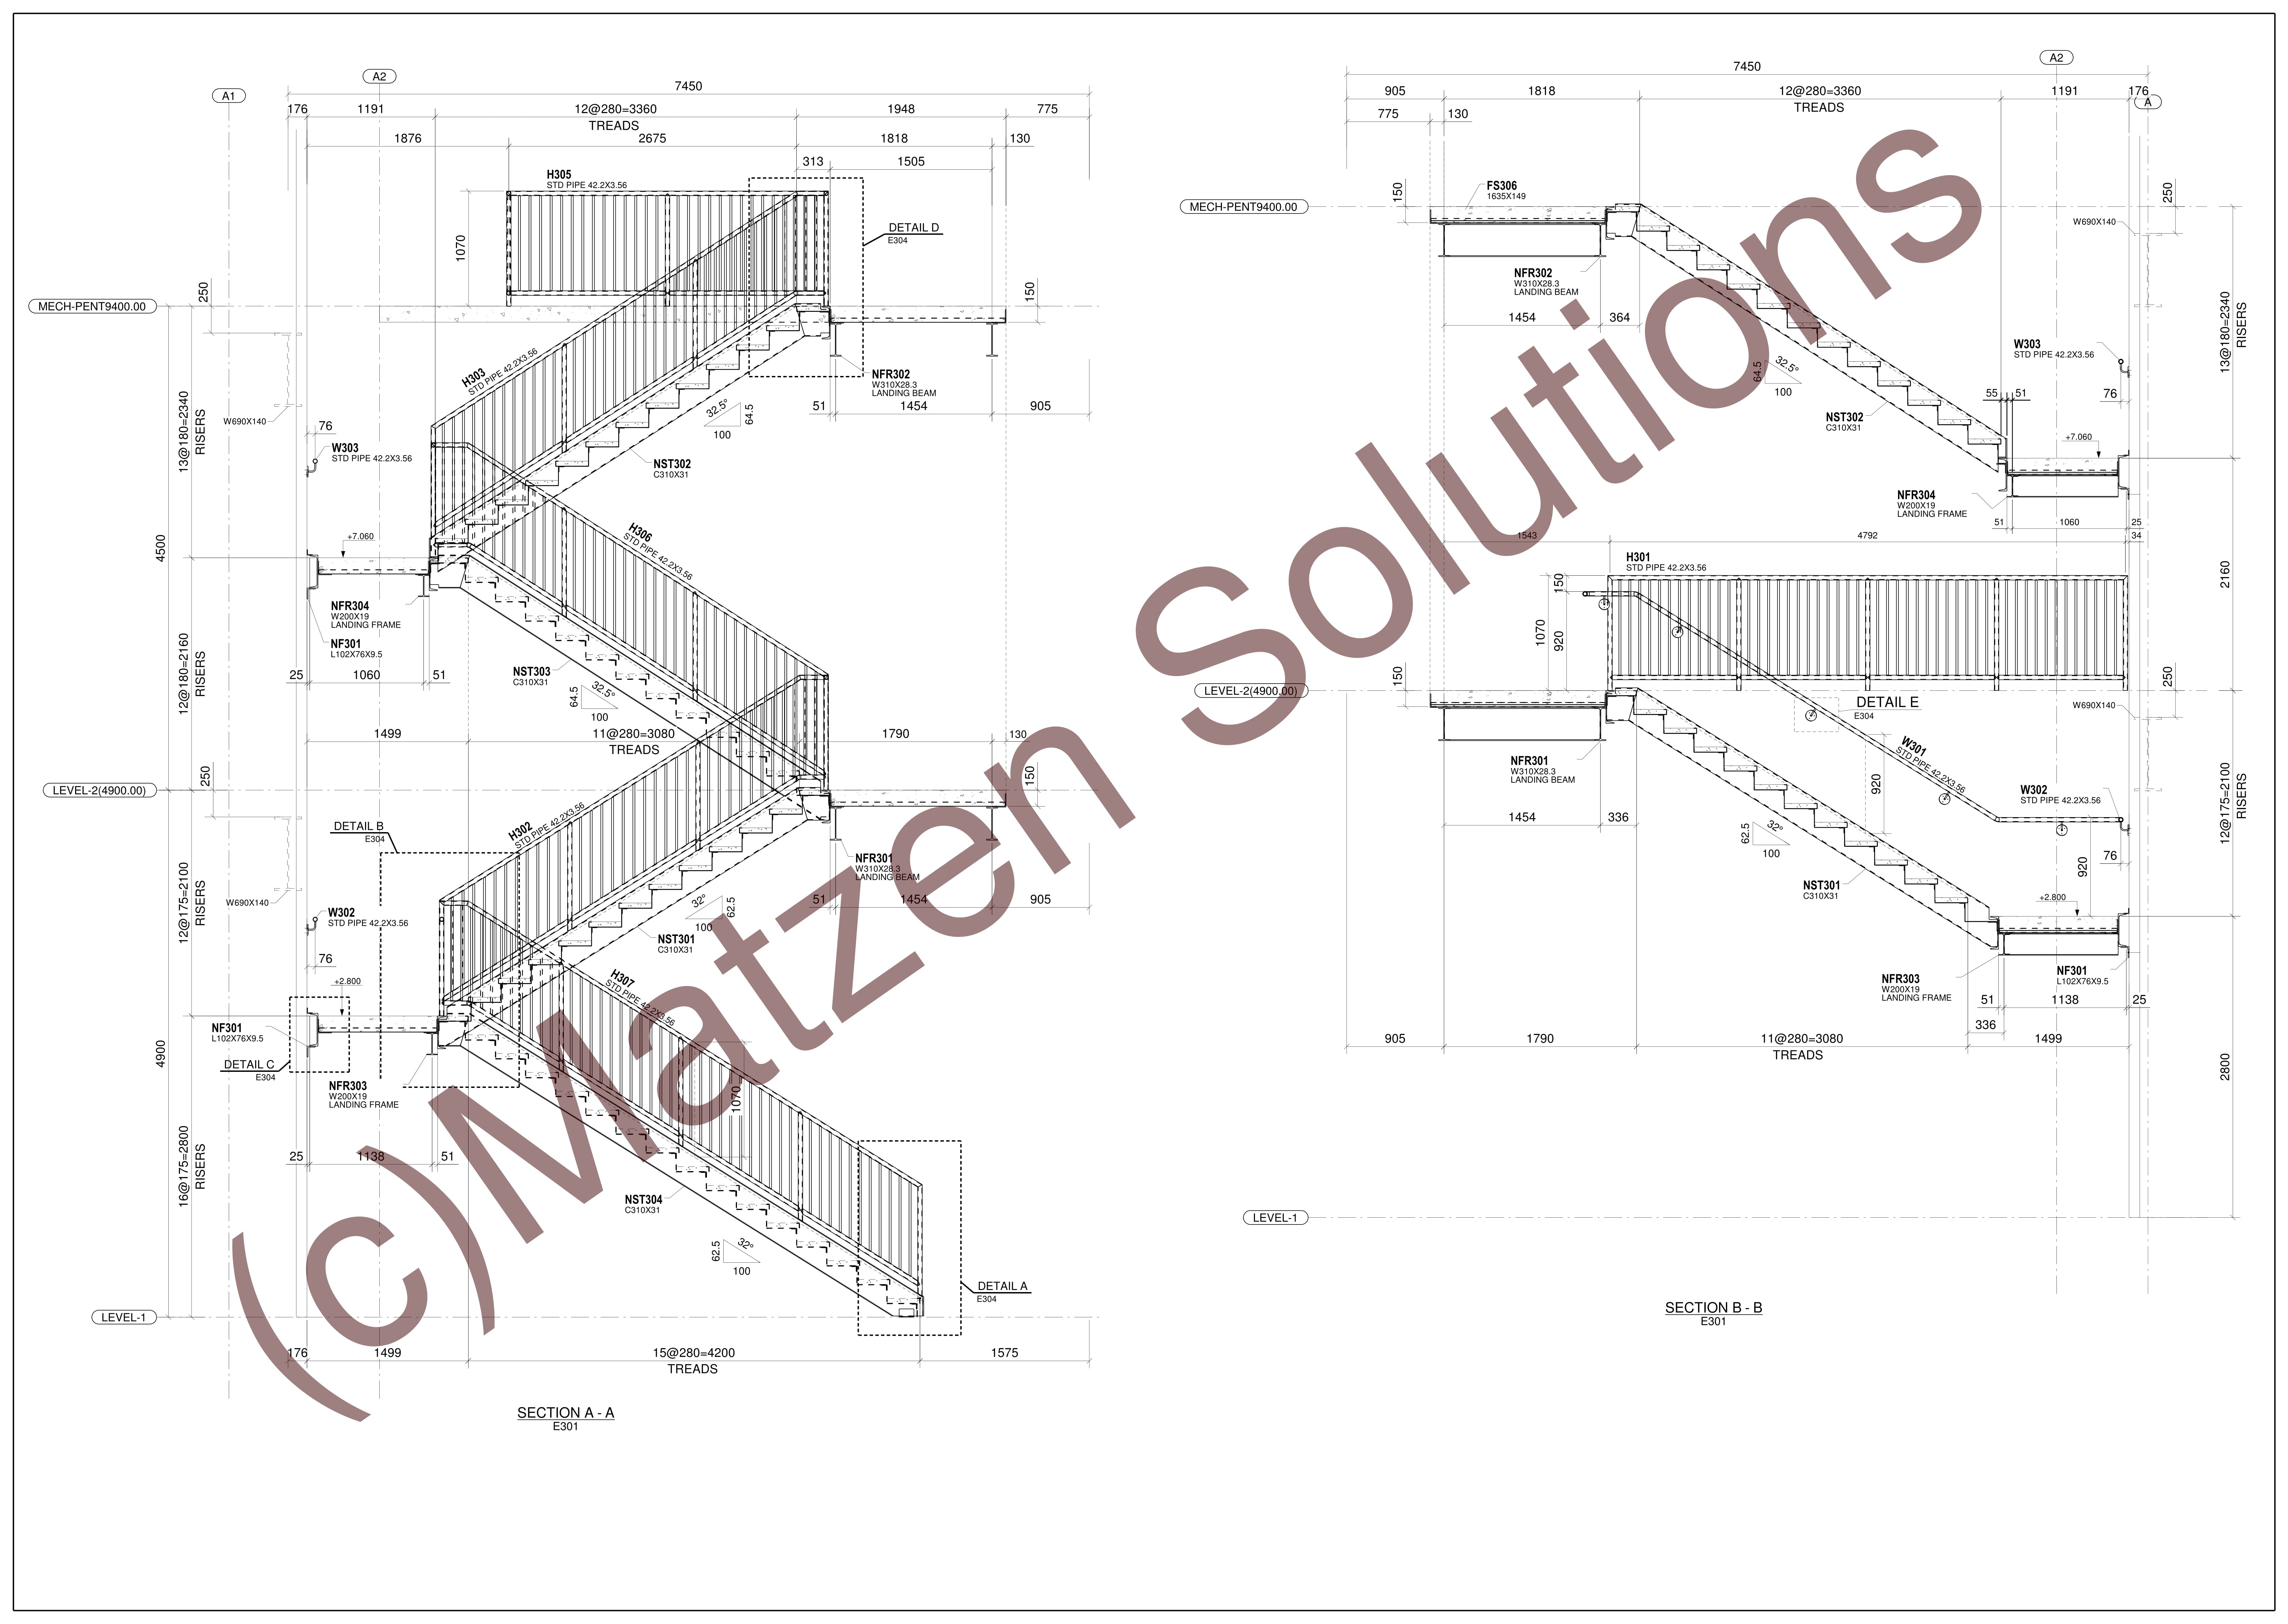 A1
A2
7450
176
1191
12@280=3360
TREADS
1948
775
1876
2675
1818
130
313
1505
H305
STD PIPE 42.2X3.56
1070
DETAIL D
E304
250
150
MECH-PENT9400.00
H303
STD PIPE 42.2X3.56
NFR302
W310X28.3
LANDING BEAM
51
1454
905
32.5°
64.5
100
W690X140
13@180=2340
RISERS
76
W303
STD PIPE 42.2X3.56
NST302
C310X31
+7.060
H306
STD PIPE 42.2X3.56
4500
NFR304
W200X19
LANDING FRAME
NF301
L102X76X9.5
25
1060
51
12@180=2160
RISERS
NST303
C310X31
64.5
32.5°
100
1499
11@280=3080
TREADS
1790
130
250
150
LEVEL-2(4900.00)
DETAIL B
E304
H302
STD PIPE 42.2X3.56
NFR301
W310X28.3
LANDING BEAM
51
1454
905
12@175=2100
RISERS
W690X140
W302
STD PIPE 42.2X3.56
76
32°
62.5
100
NST301
C310X31
+2.800
H307
STD PIPE 42.2X3.56
NF301
L102X76X9.5
DETAIL C
E304
4900
NFR303
W200X19
LANDING FRAME
1070
25
1138
51
16@175=2800
RISERS
NST304
C310X31
62.5
32°
100
DETAIL A
E304
LEVEL-1
176
1499
15@280=4200
TREADS
1575
SECTION A - A
E301
A2
A
7450
905
1818
12@280=3360
TREADS
1191
176
775
130
150
FS306
1635X149
MECH-PENT9400.00
250
W690X140
NFR302
W310X28.3
LANDING BEAM
1454
364
13@180=2340
RISERS
W303
STD PIPE 42.2X3.56
64.5
32.5°
100
76
55
51
NST302
C310X31
+7.060
NFR304
W200X19
LANDING FRAME
51
1060
25
1543
4792
34
H301
STD PIPE 42.2X3.56
150
1070
920
2160
150
LEVEL-2(4900.00)
250
W690X140
DETAIL E
E304
NFR301
W310X28.3
LANDING BEAM
W301
STD PIPE 42.2X3.56
920
W302
STD PIPE 42.2X3.56
12@175=2100
RISERS
1454
336
62.5
32°
100
76
920
NST301
C310X31
+2.800
NFR303
W200X19
LANDING FRAME
NF301
L102X76X9.5
51
1138
25
336
905
1790
11@280=3080
TREADS
1499
2800
LEVEL-1
SECTION B - B
E301
(c)Matzen Solutions